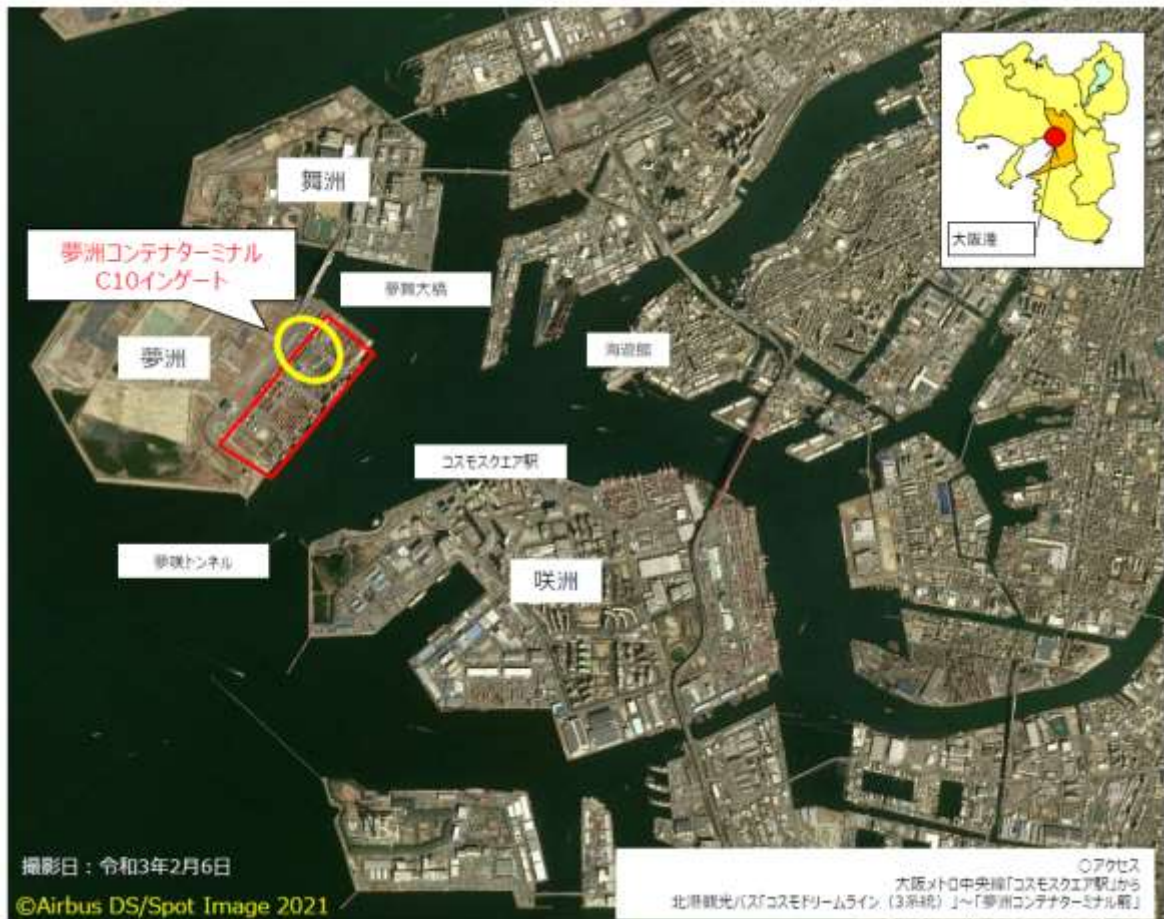 舞洲
大阪港
夢洲コンテナターミナル
C10インゲート
夢舞大橋
夢洲
海遊館
コスモスクエア駅
夢咲トンネル
咲洲
撮影日：令和3年2月6日
©Airbus DS/Spot Image 2021
○アクセス
大阪メトロ中央線「コスモスクエア駅」から
北港観光バス「コスモドリームライン（3系統）」～「夢洲コンテナターミナル前」